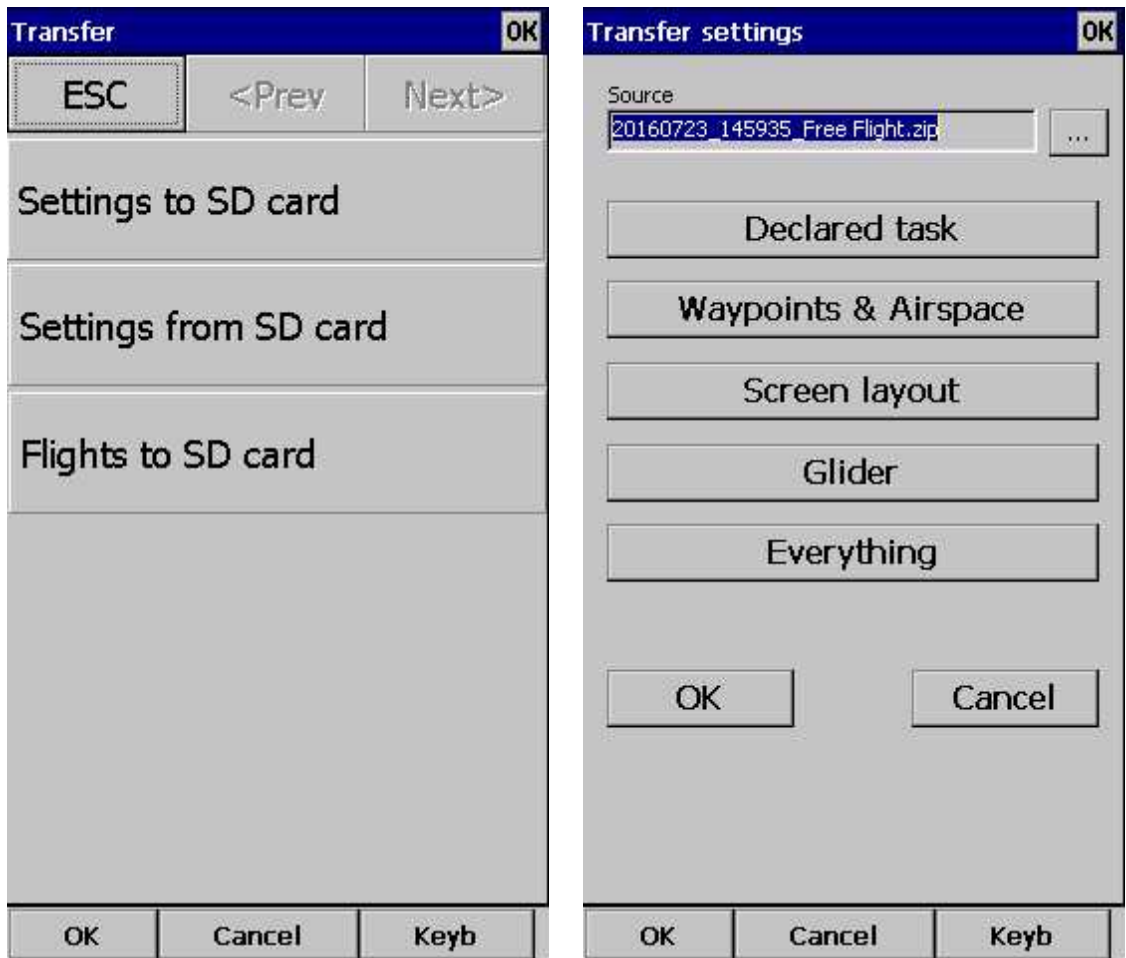 Transfer OK
ESC <Prev Next>
Settings to SD card
Settings from SD card
Flights to SD card
OK Cancel Keyb
Transfer settings OK
Source
20160723_145935_Free Flight.zip ...
Declared task
Waypoints & Airspace
Screen layout
Glider
Everything
OK Cancel
OK Cancel Keyb